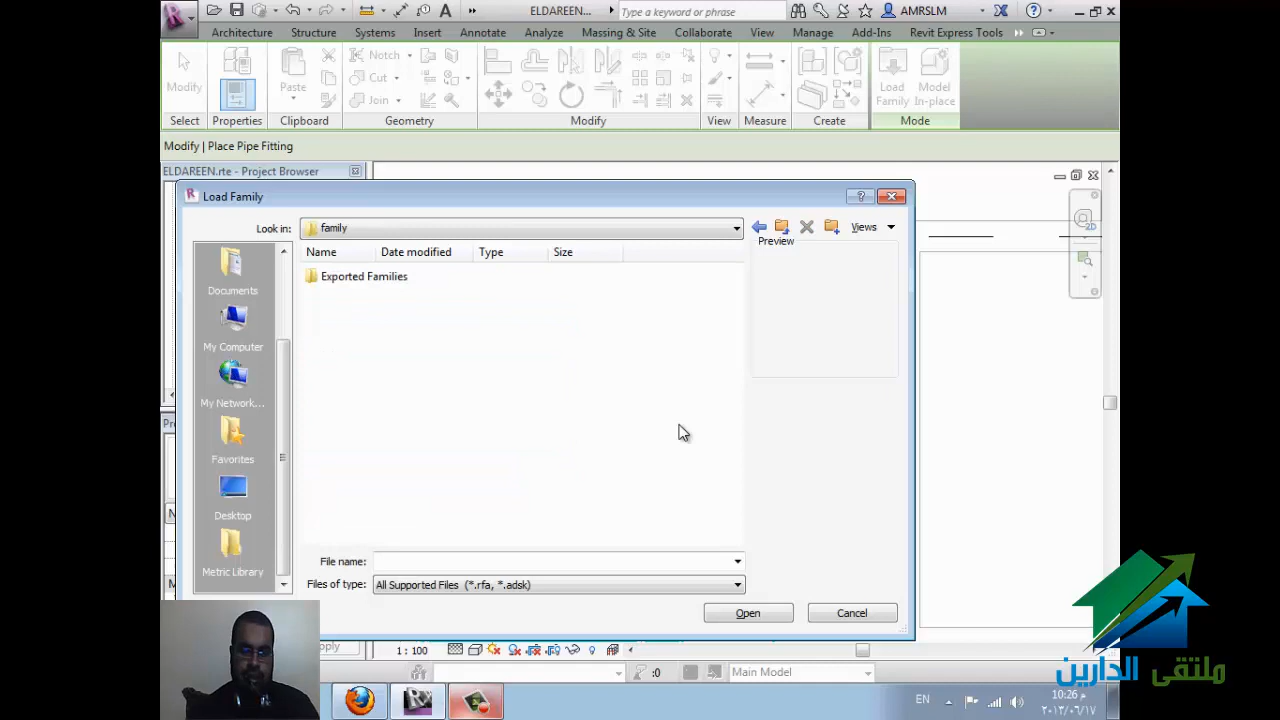 ELDAREEN...
Type a keyword or phrase
AMRSLM
Architecture Structure Systems Insert Annotate Analyze Massing & Site Collaborate View Manage Add-Ins Revit Express Tools
Modify
Notch
Cut
Join
Paste
Load Family
Model In-place
Select Properties Clipboard Geometry Modify View Measure Create Mode
Modify | Place Pipe Fitting
ELDAREEN.rte - Project Browser
Load Family
Look in: family
Views
Name Date modified Type Size
Preview
Exported Families
2D
Documents
My Computer
My Network...
Favorites
Desktop
Metric Library
File name:
Files of type: All Supported Files (*.rfa, *.adsk)
Open Cancel
1 : 100
:0
Main Model
ملتقى الدارين
EN
10:26 م
٢٠١٣/٠٦/١٧